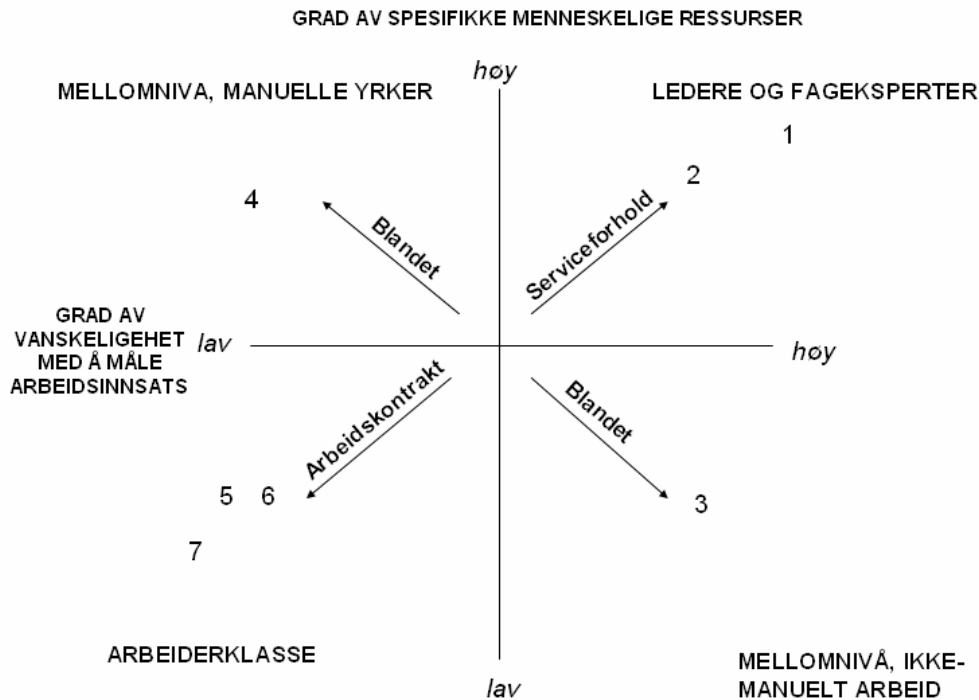 GRAD AV SPESIFIKKE MENNESKELIGE RESSURSER
høy
MELLOMNIVA, MANUELLE YRKER
LEDERE OG FAGEKSPERTER
1
2
4
Blandet
Serviceforhold
GRAD AV
VANSKELIGEHET
MED Å MÅLE
ARBEIDSINNSATS
lav
høy
Arbeidskontrakt
Blandet
5 6
3
7
ARBEIDERKLASSE
MELLOMNIVÅ, IKKE-
MANUELT ARBEID
lav